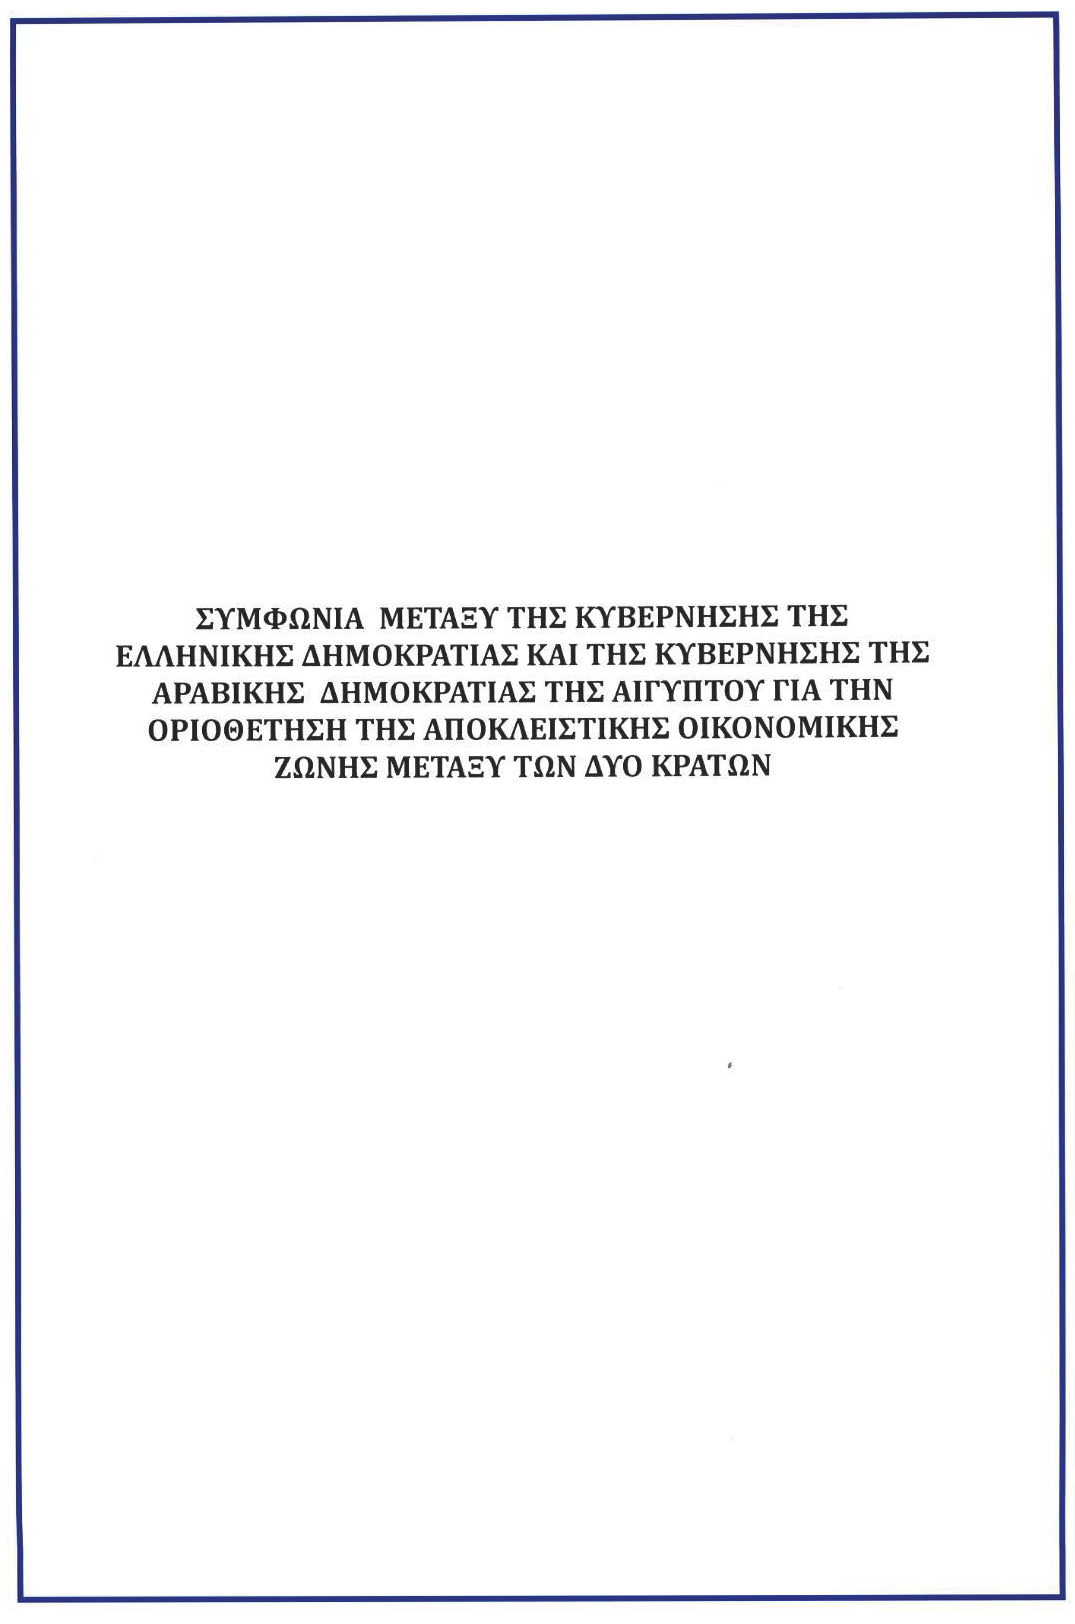 ΣΥΜΦΩΝΙΑ ΜΕΤΑΞΥ ΤΗΣ ΚΥΒΕΡΝΗΣΗΣ ΤΗΣ
ΕΛΛΗΝΙΚΗΣ ΔΗΜΟΚΡΑΤΙΑΣ ΚΑΙ ΤΗΣ ΚΥΒΕΡΝΗΣΗΣ ΤΗΣ
ΑΡΑΒΙΚΗΣ ΔΗΜΟΚΡΑΤΙΑΣ ΤΗΣ ΑΙΓΥΠΤΟΥ ΓΙΑ ΤΗΝ
ΟΡΙΟΘΕΤΗΣΗ ΤΗΣ ΑΠΟΚΛΕΙΣΤΙΚΗΣ ΟΙΚΟΝΟΜΙΚΗΣ
ΖΩΝΗΣ ΜΕΤΑΞΥ ΤΩΝ ΔΥΟ ΚΡΑΤΩΝ